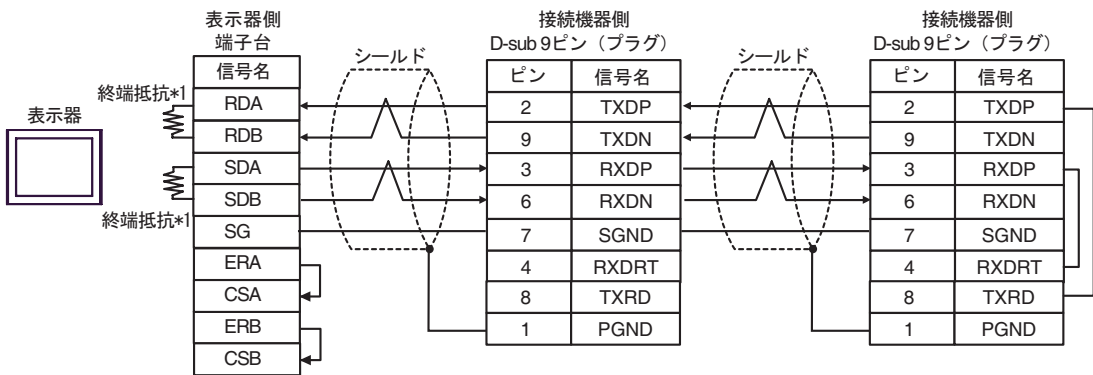 表示器側
端子台
接続機器側
D-sub 9ピン（プラグ）
接続機器側
D-sub 9ピン（プラグ）
シールド
シールド
表示器
終端抵抗*1
終端抵抗*1
信号名
RDA
RDB
SDA
SDB
SG
ERA
CSA
ERB
CSB
ピン 信号名
2 TXDP
9 TXDN
3 RXDP
6 RXDN
7 SGND
4 RXDRT
8 TXRD
1 PGND
ピン 信号名
2 TXDP
9 TXDN
3 RXDP
6 RXDN
7 SGND
4 RXDRT
8 TXRD
1 PGND